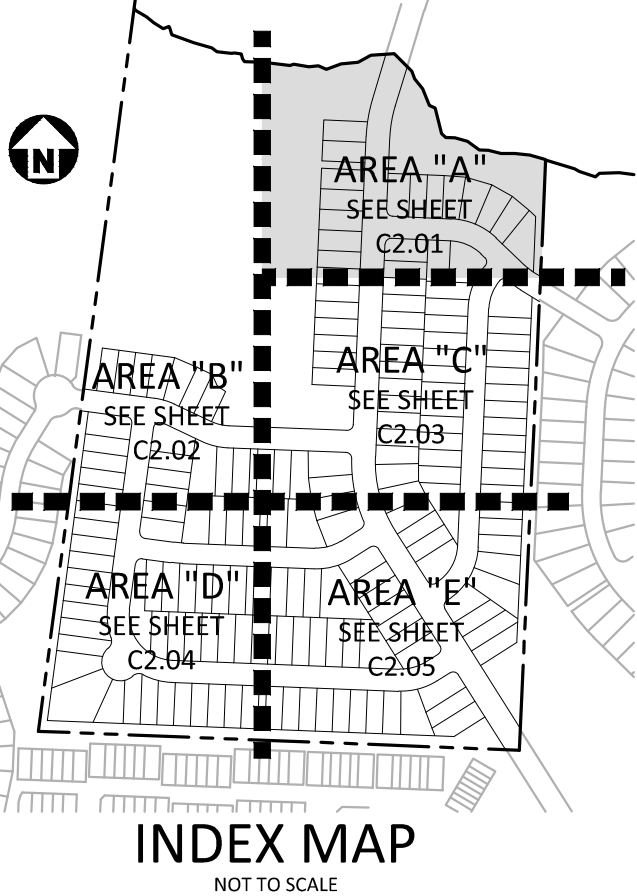 N
AREA "A"
SEE SHEET
C2.01
AREA "B"
SEE SHEET
C2.02
AREA "C"
SEE SHEET
C2.03
AREA "D"
SEE SHEET
C2.04
AREA "E"
SEE SHEET
C2.05
INDEX MAP
NOT TO SCALE